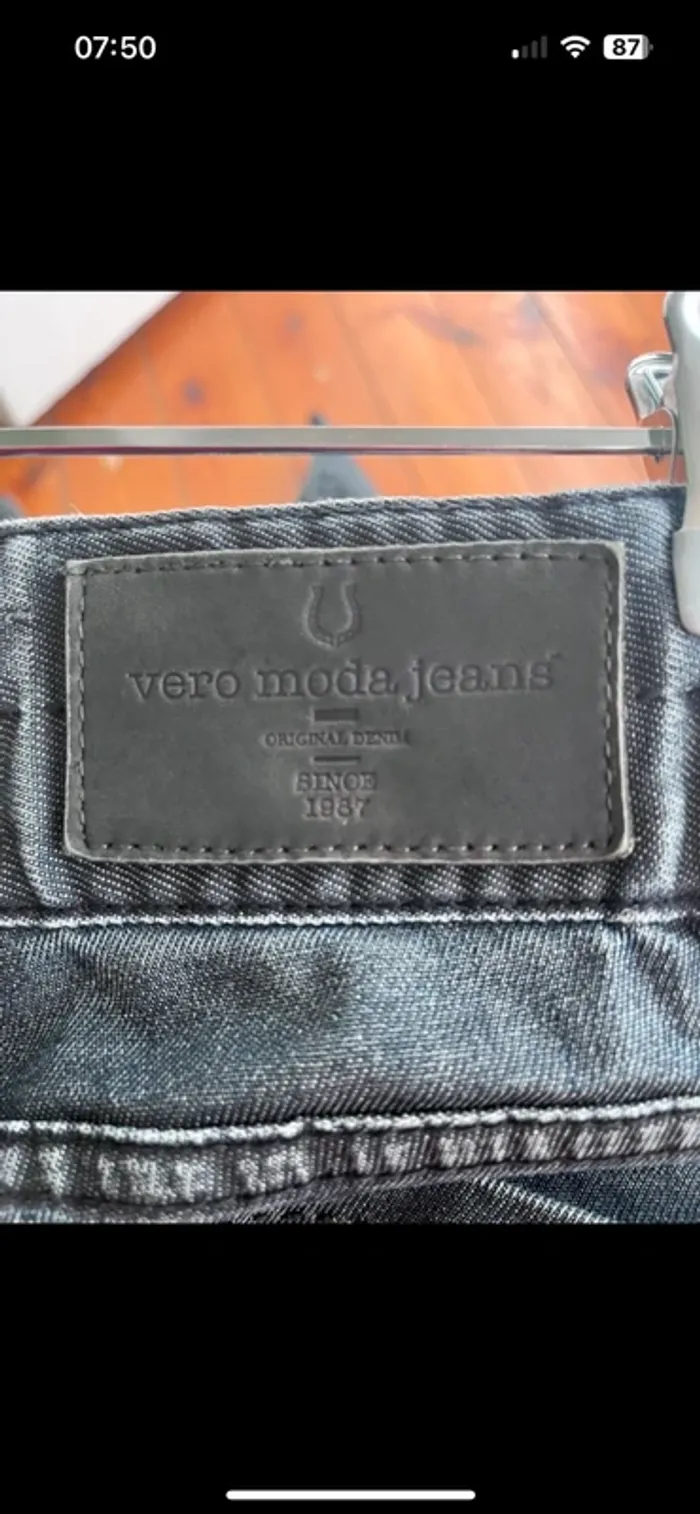 07:50
87
vero moda jeans
ORIGINAL DENIM
SINCE
1987